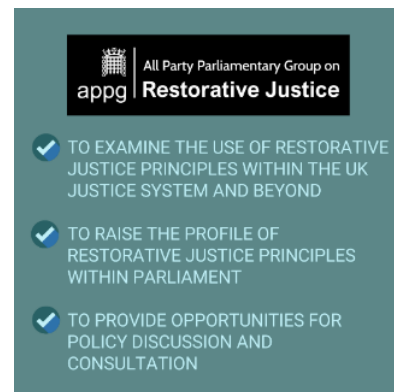 All Party Parliamentary Group on
appg Restorative Justice
TO EXAMINE THE USE OF RESTORATIVE
JUSTICE PRINCIPLES WITHIN THE UK
JUSTICE SYSTEM AND BEYOND
TO RAISE THE PROFILE OF
RESTORATIVE JUSTICE PRINCIPLES
WITHIN PARLIAMENT
TO PROVIDE OPPORTUNITIES FOR
POLICY DISCUSSION AND
CONSULTATION